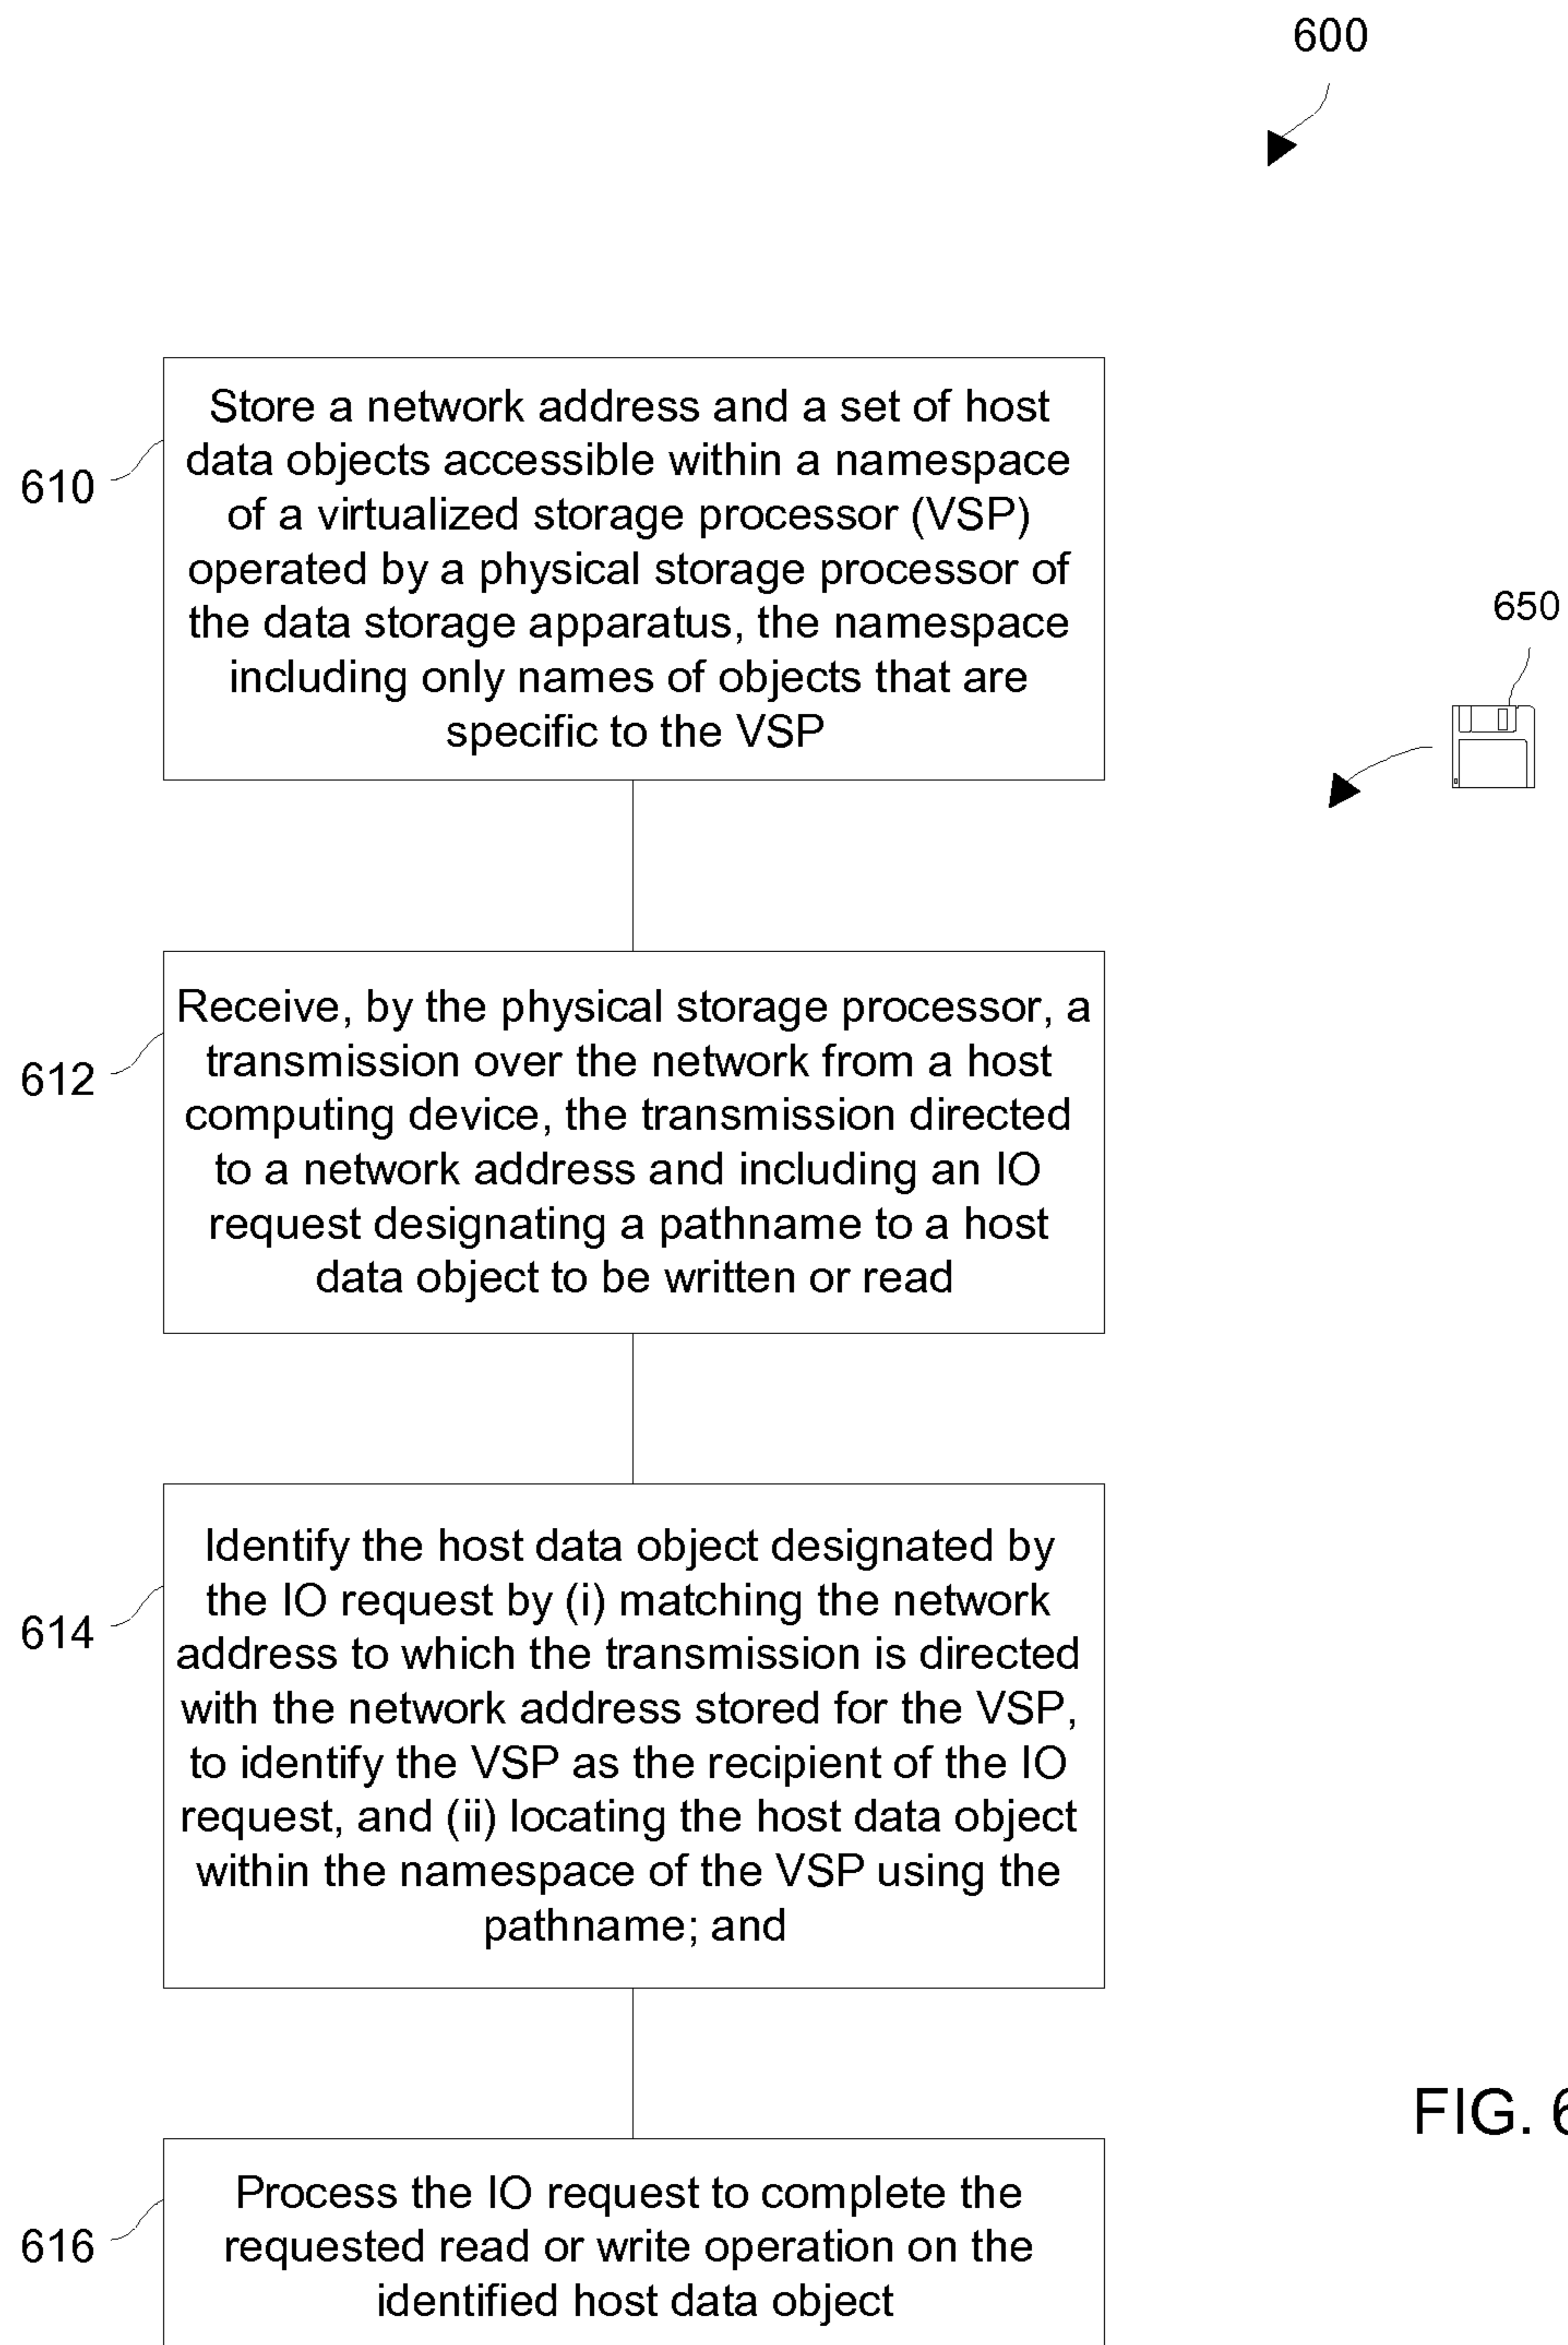 600
Store a network address and a set of host
data objects accessible within a namespace
of a virtualized storage processor (VSP)
operated by a physical storage processor of
the data storage apparatus, the namespace
including only names of objects that are
specific to the VSP
610
650
Receive, by the physical storage processor, a
transmission over the network from a host
computing device, the transmission directed
to a network address and including an IO
request designating a pathname to a host
data object to be written or read
612
Identify the host data object designated by
the IO request by (i) matching the network
address to which the transmission is directed
with the network address stored for the VSP,
to identify the VSP as the recipient of the IO
request, and (ii) locating the host data object
within the namespace of the VSP using the
pathname; and
614
FIG. 6
Process the IO request to complete the
requested read or write operation on the
identified host data object
616